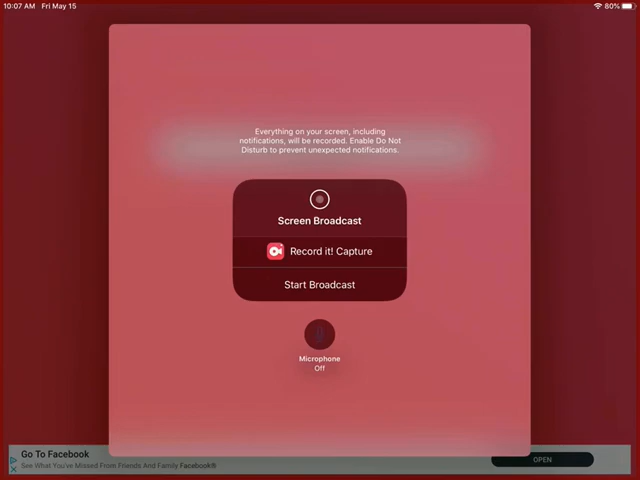 10:07 AM Fri May 15 80%
Everything on your screen, including
notifications, will be recorded. Enable Do Not
Disturb to prevent unexpected notifications.
Screen Broadcast
Record it! Capture
Start Broadcast
Microphone
Off
Go To Facebook
See What You've Missed From Friends And Family Facebook®
OPEN